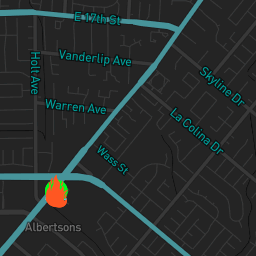 E 17th St
Vanderlip Ave
Holt Ave
Skyline Dr
Warren Ave
La Colina Dr
Wass St
Albertsons